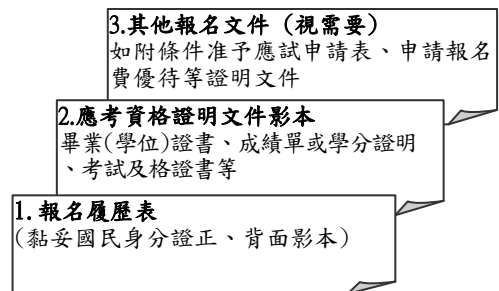 3.其他報名文件（視需要）
如附條件准予應試申請表、申請報名
費優待等證明文件
2.應考資格證明文件影本
畢業(學位)證書、成績單或學分證明
、考試及格證書等
1.報名履歷表
(黏妥國民身分證正、背面影本)